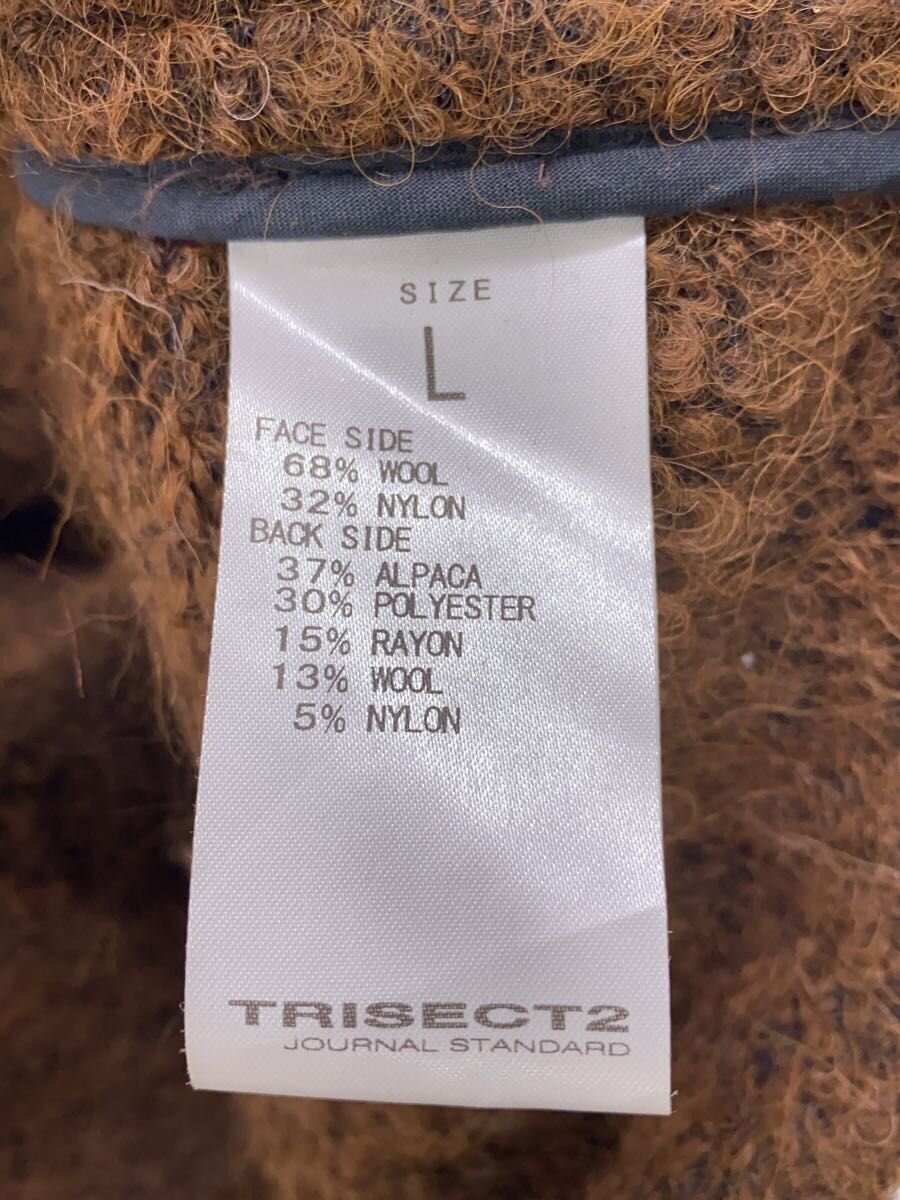 SIZE
L
FACE SIDE
68% WOOL
32% NYLON
BACK SIDE
37% ALPACA
30% POLYESTER
15% RAYON
13% WOOL
5% NYLON
TRISECT2
JOURNAL STANDARD